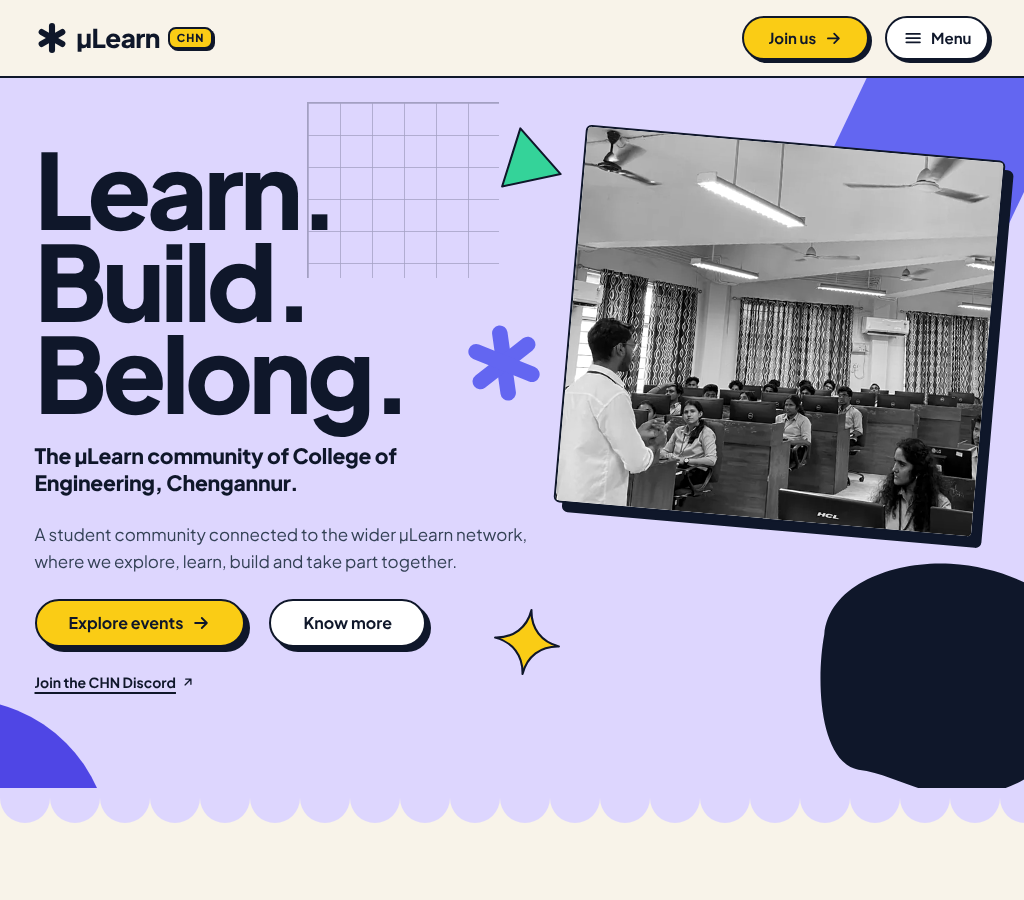 µLearn CHN
Join us
Menu
Learn.
Build.
Belong.
The µLearn community of College of
Engineering, Chengannur.
A student community connected to the wider µLearn network,
where we explore, learn, build and take part together.
Explore events
Know more
Join the CHN Discord
HCL